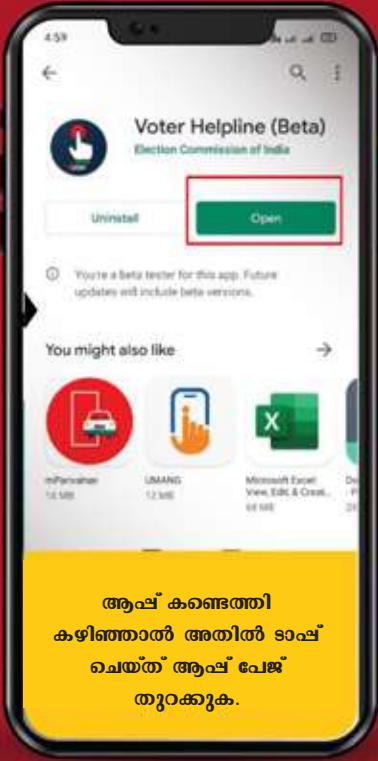 4:59
Voter Helpline (Beta)
Election Commission of India
Uninstall
Open
You're a beta tester for this app. Future
updates will include beta versions.
You might also like
mParivahan
UMANG
Microsoft Excel:
View, Edit, & Creat...
16 MB
12 MB
68 MB
ആപ്പ് കണ്ടെത്തി
കഴിഞ്ഞാൽ അതിൽ ടാപ്പ്
ചെയ്ത് ആപ്പ് പേജ്
തുറക്കുക.